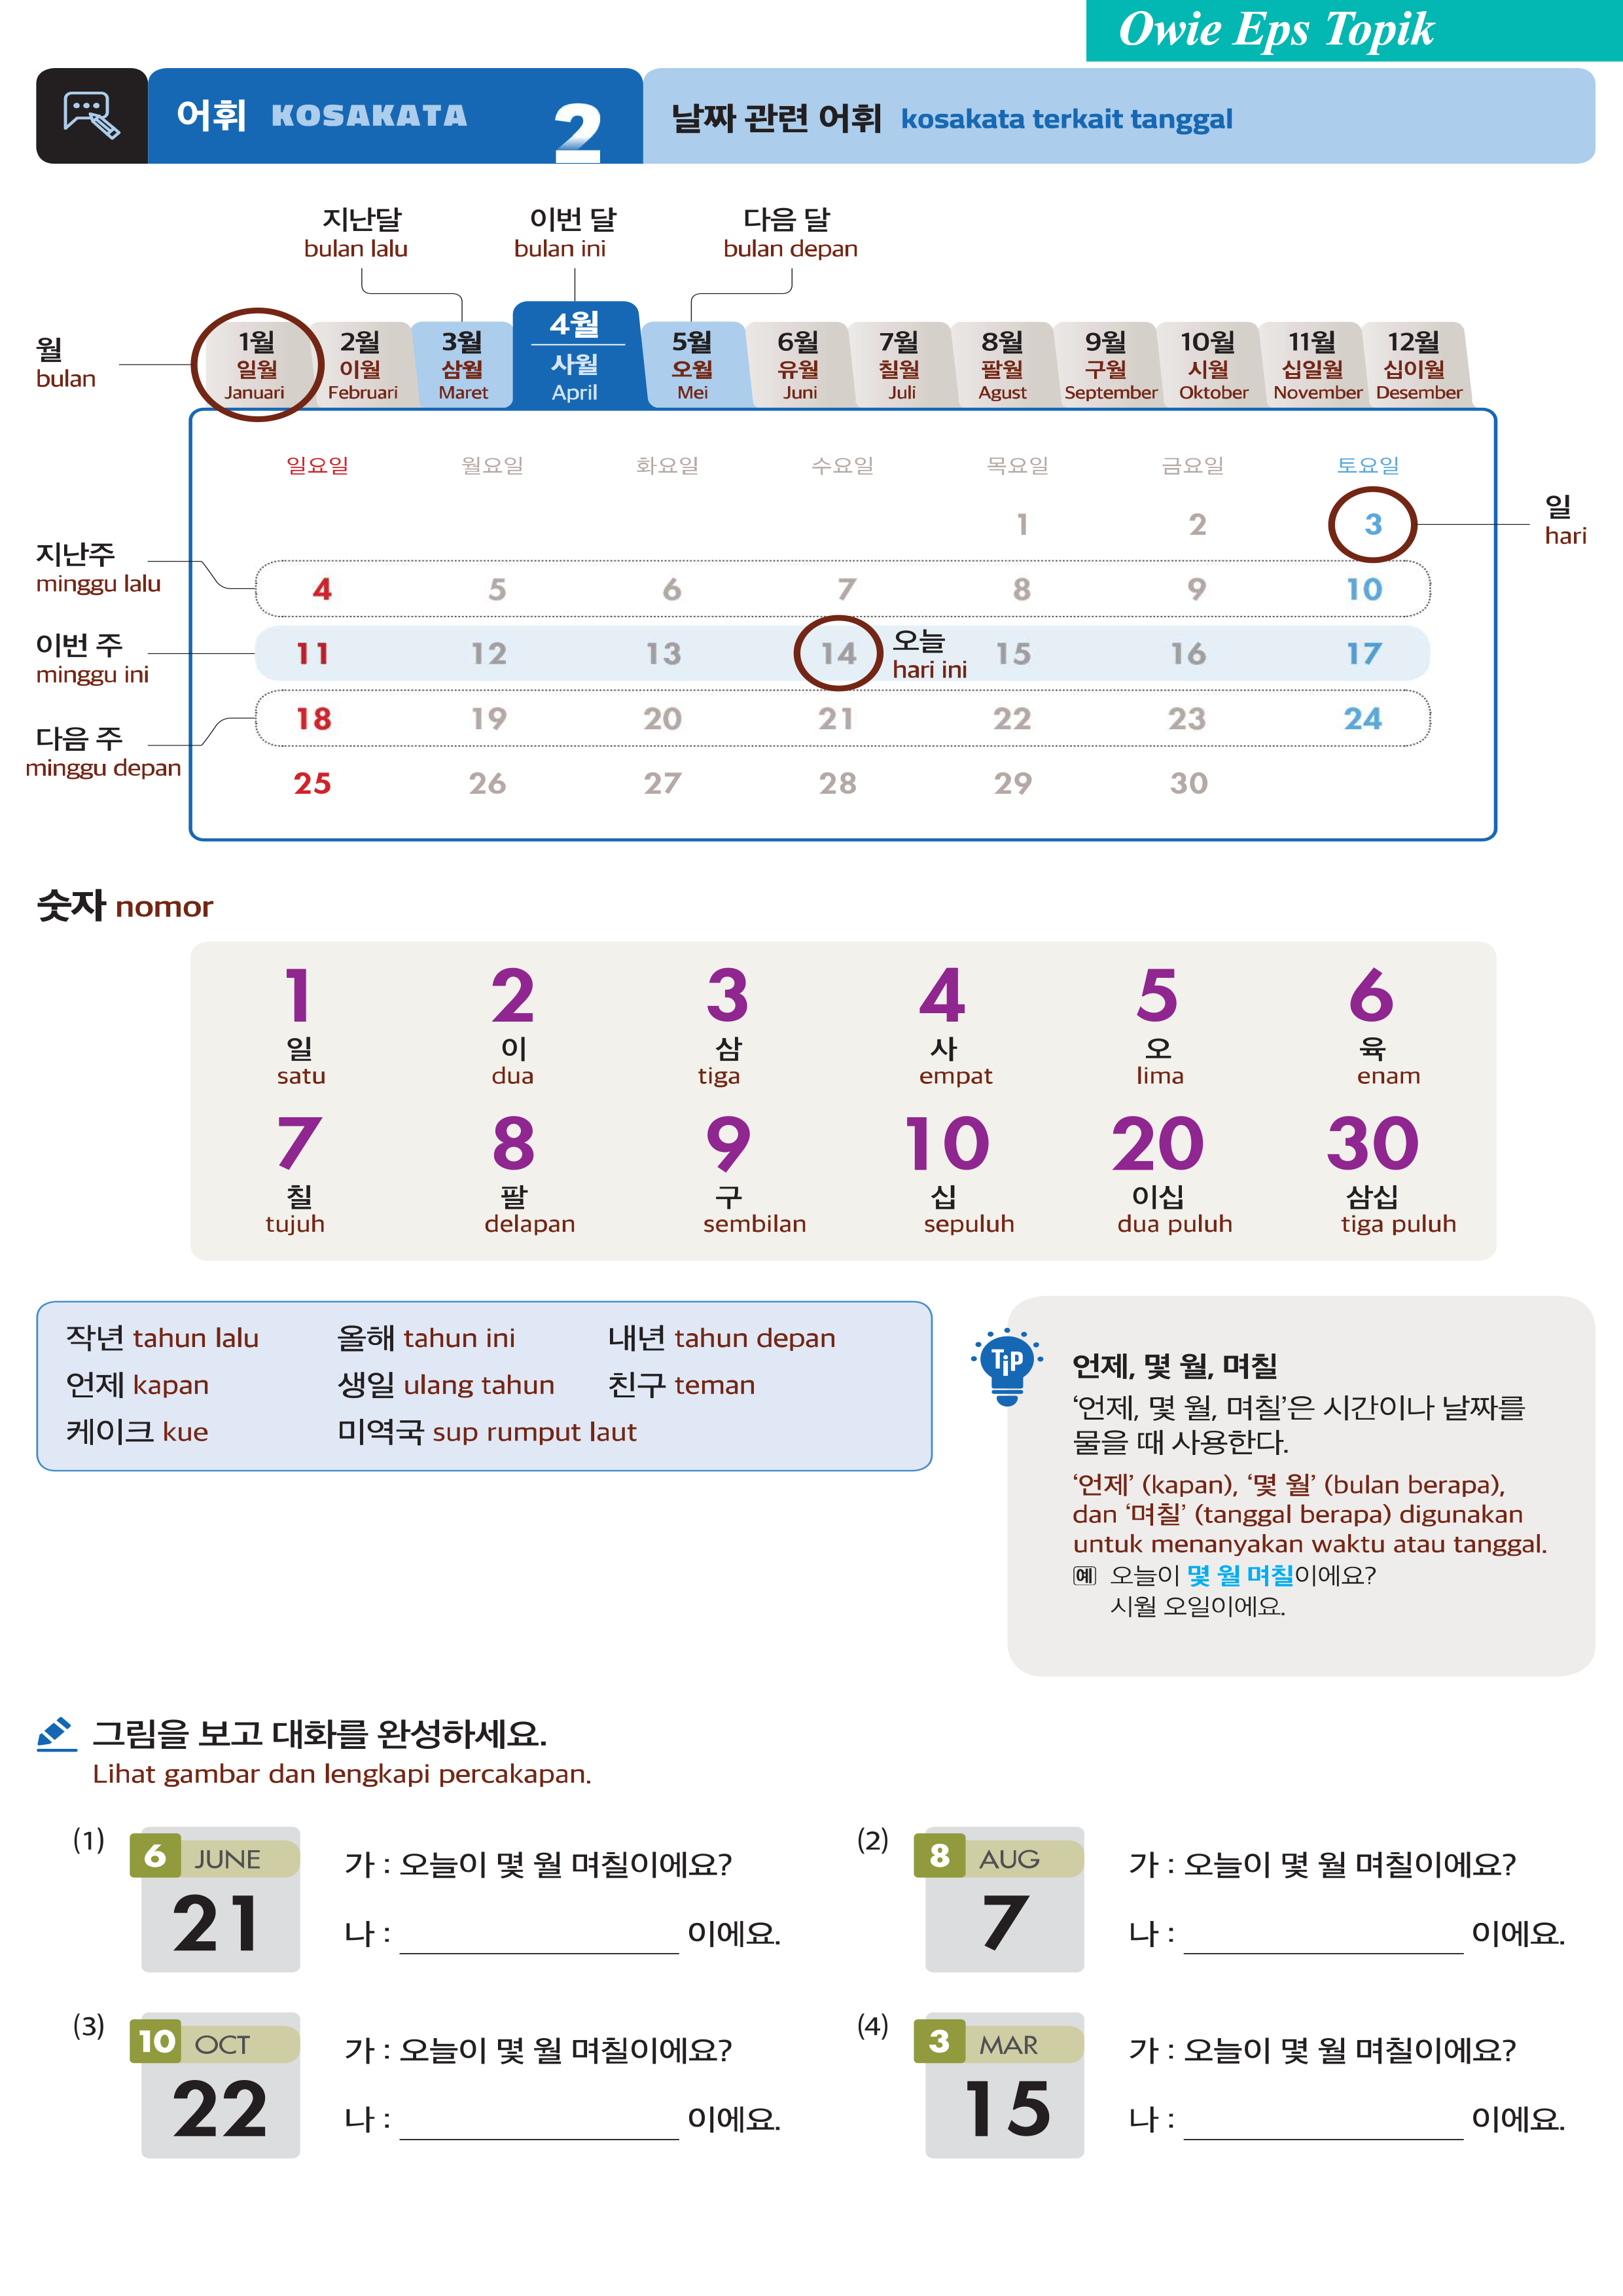 Owie Eps Topik
어휘 KOSAKATA 2 날짜 관련 어휘 kosakata terkait tanggal
지난달 이번 달 다음 달
bulan lalu bulan ini bulan depan
월
bulan
1월 2월 3월 4월 5월 6월 7월 8월 9월 10월 11월 12월
일월 이월 삼월 사월 오월 유월 칠월 팔월 구월 시월 십일월 십이월
Januari Februari Maret April Mei Juni Juli Agust September Oktober November Desember
일요일 월요일 화요일 수요일 목요일 금요일 토요일
1 2 3
일
hari
지난주
minggu lalu
4 5 6 7 8 9 10
이번 주
minggu ini
11 12 13 14 오늘 hari ini 15 16 17
다음 주
minggu depan
18 19 20 21 22 23 24
25 26 27 28 29 30
숫자 nomor
1 2 3 4 5 6
일 이 삼 사 오 육
satu dua tiga empat lima enam
7 8 9 10 20 30
칠 팔 구 십 이십 삼십
tujuh delapan sembilan sepuluh dua puluh tiga puluh
작년 tahun lalu 올해 tahun ini 내년 tahun depan
언제 kapan 생일 ulang tahun 친구 teman
케이크 kue 미역국 sup rumput laut
TiP
언제, 몇 월, 며칠
‘언제, 몇 월, 며칠’은 시간이나 날짜를
물을 때 사용한다.
‘언제’ (kapan), ‘몇 월’ (bulan berapa),
dan ‘며칠’ (tanggal berapa) digunakan
untuk menanyakan waktu atau tanggal.
예 오늘이 몇 월 며칠이에요?
시월 오일이에요.
그림을 보고 대화를 완성하세요.
Lihat gambar dan lengkapi percakapan.
(1) 6 JUNE 21
가 : 오늘이 몇 월 며칠이에요?
나 : ____________________ 이에요.
(2) 8 AUG 7
가 : 오늘이 몇 월 며칠이에요?
나 : ____________________ 이에요.
(3) 10 OCT 22
가 : 오늘이 몇 월 며칠이에요?
나 : ____________________ 이에요.
(4) 3 MAR 15
가 : 오늘이 몇 월 며칠이에요?
나 : ____________________ 이에요.